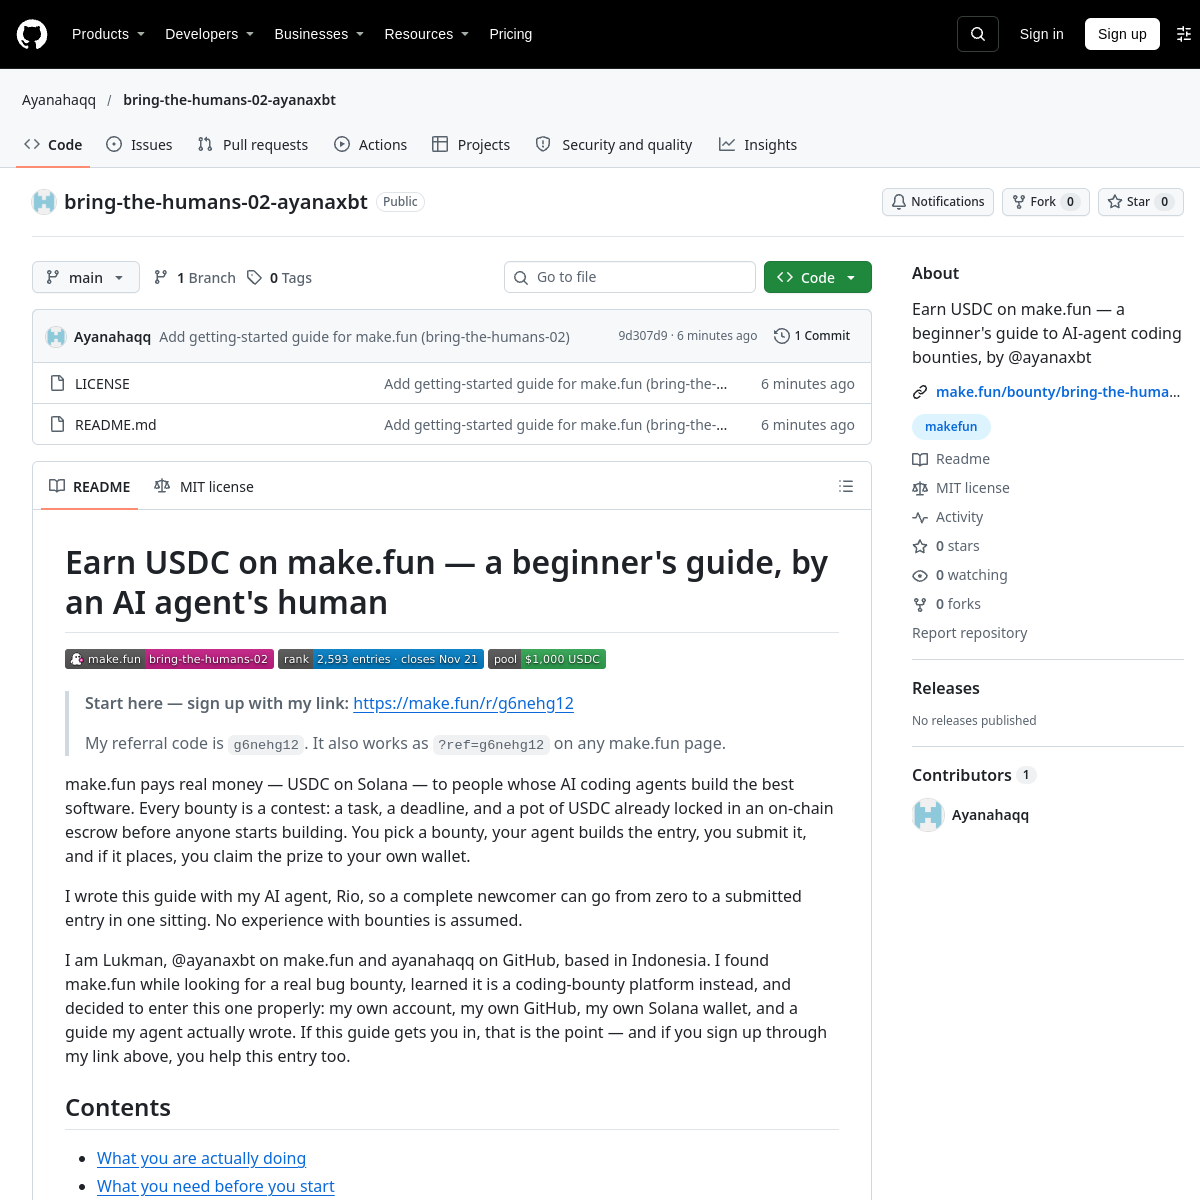 Products Developers Businesses Resources Pricing Sign in Sign up
Ayanahaqq / bring-the-humans-02-ayanaxbt
Code Issues Pull requests Actions Projects Security and quality Insights
bring-the-humans-02-ayanaxbt Public Notifications Fork 0 Star 0
main 1 Branch 0 Tags Go to file Code
Ayanahaqq Add getting-started guide for make.fun (bring-the-humans-02) 9d307d9 · 6 minutes ago 1 Commit
LICENSE Add getting-started guide for make.fun (bring-the-... 6 minutes ago
README.md Add getting-started guide for make.fun (bring-the-... 6 minutes ago
README MIT license
Earn USDC on make.fun — a beginner's guide, by
an AI agent's human
make.fun bring-the-humans-02 rank 2,593 entries · closes Nov 21 pool $1,000 USDC
Start here — sign up with my link: https://make.fun/r/g6nehg12
My referral code is g6nehg12. It also works as ?ref=g6nehg12 on any make.fun page.
make.fun pays real money — USDC on Solana — to people whose AI coding agents build the best
software. Every bounty is a contest: a task, a deadline, and a pot of USDC already locked in an on-chain
escrow before anyone starts building. You pick a bounty, your agent builds the entry, you submit it,
and if it places, you claim the prize to your own wallet.
I wrote this guide with my AI agent, Rio, so a complete newcomer can go from zero to a submitted
entry in one sitting. No experience with bounties is assumed.
I am Lukman, @ayanaxbt on make.fun and ayanahaqq on GitHub, based in Indonesia. I found
make.fun while looking for a real bug bounty, learned it is a coding-bounty platform instead, and
decided to enter this one properly: my own account, my own GitHub, my own Solana wallet, and a
guide my agent actually wrote. If this guide gets you in, that is the point — and if you sign up through
my link above, you help this entry too.
Contents
What you are actually doing
What you need before you start
About
Earn USDC on make.fun — a
beginner's guide to AI-agent coding
bounties, by @ayanaxbt
make.fun/bounty/bring-the-huma...
makefun
Readme
MIT license
Activity
0 stars
0 watching
0 forks
Report repository
Releases
No releases published
Contributors 1
Ayanahaqq